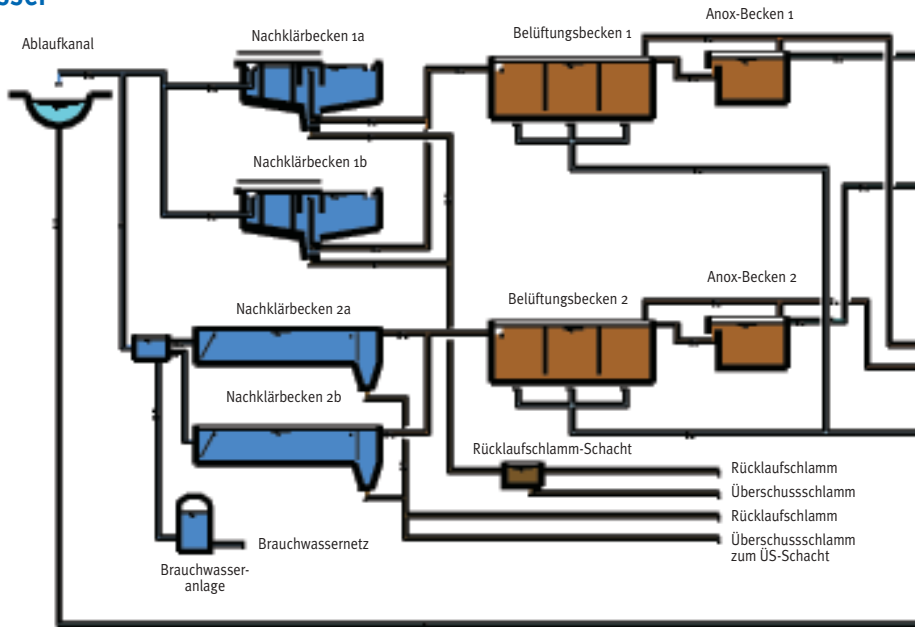 Ablaufkanal
Nachklärbecken 1a
Belüftungsbecken 1
Anox-Becken 1
Nachklärbecken 1b
Nachklärbecken 2a
Belüftungsbecken 2
Anox-Becken 2
Nachklärbecken 2b
Rücklaufschlamm-Schacht
Rücklaufschlamm
Überschussschlamm
Rücklaufschlamm
Überschussschlamm
zum ÜS-Schacht
Brauchwassernetz
Brauchwasser-
anlage